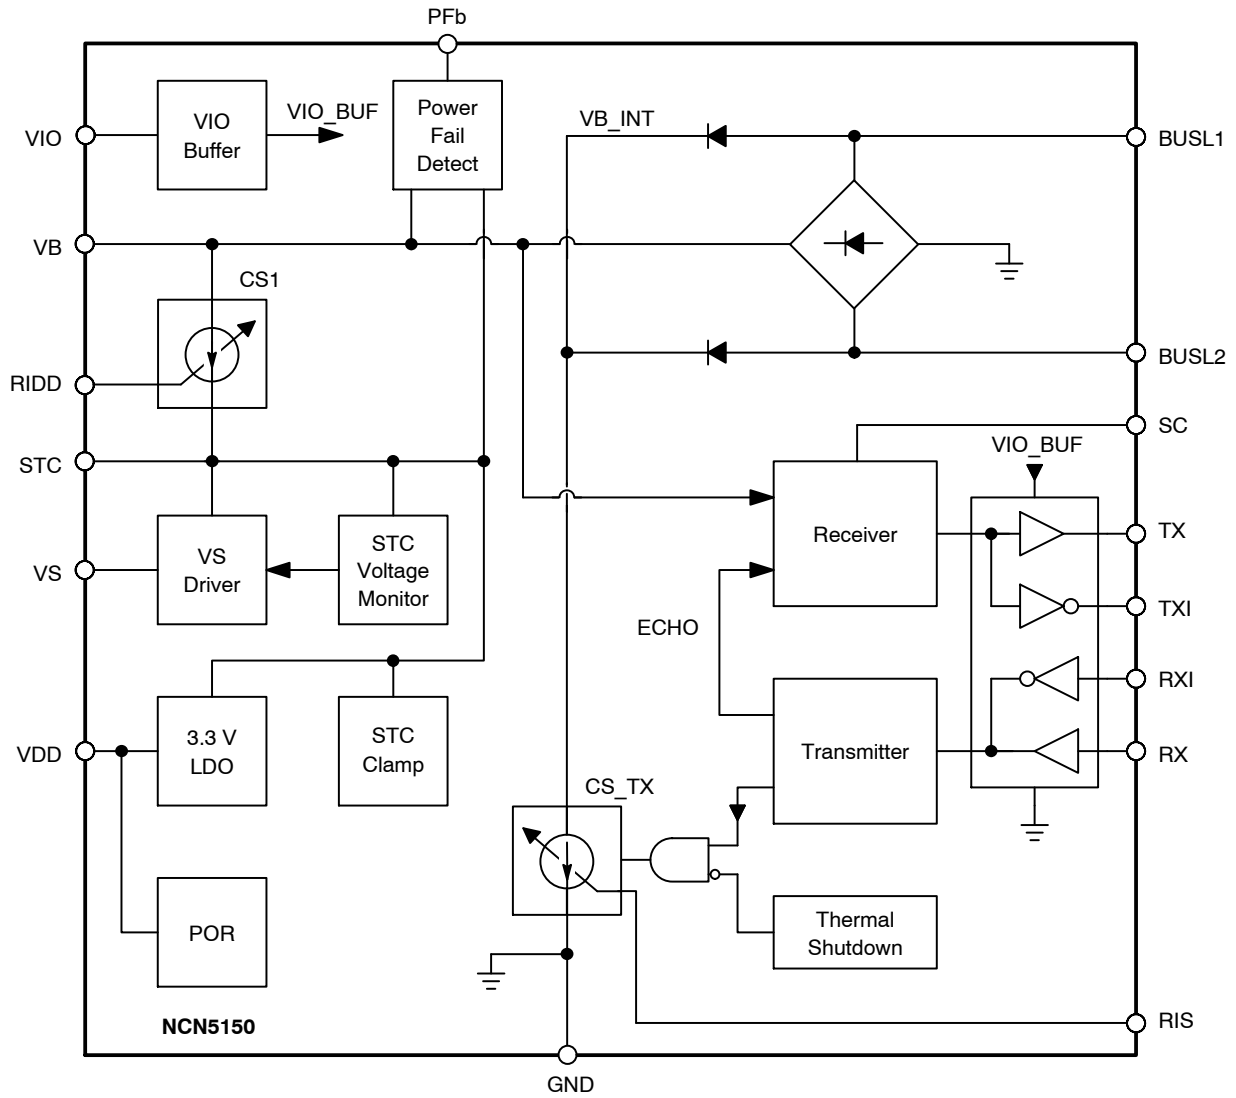 PFb
VIO
VIO
Buffer
VIO_BUF
Power
Fail
Detect
VB_INT
BUSL1
VB
CS1
RIDD
BUSL2
STC
SC
VIO_BUF
VS
VS
Driver
STC
Voltage
Monitor
Receiver
TX
TXI
ECHO
RXI
VDD
3.3 V
LDO
STC
Clamp
Transmitter
RX
CS_TX
POR
Thermal
Shutdown
NCN5150
RIS
GND